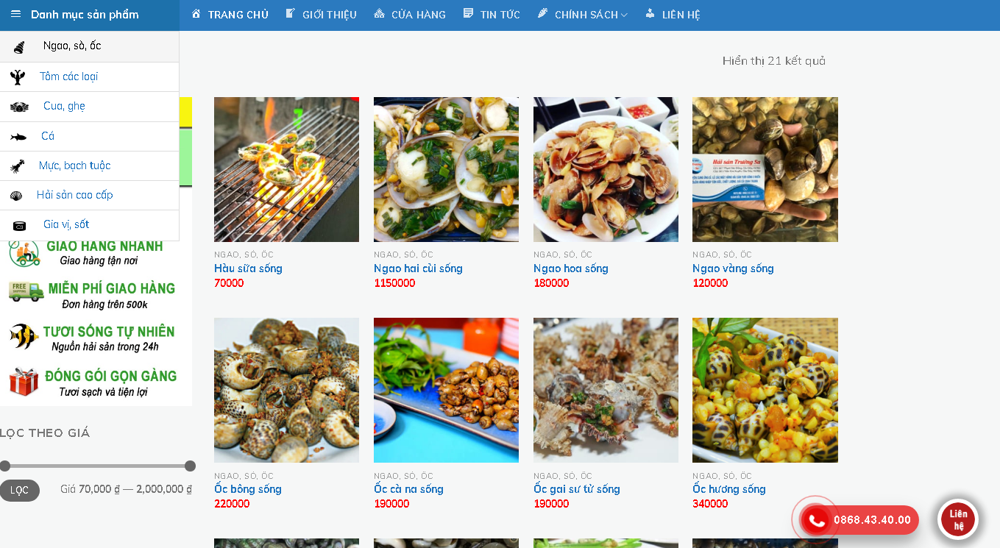 Danh mục sản phẩm
TRANG CHỦ
GIỚI THIỆU
CỬA HÀNG
TIN TỨC
CHÍNH SÁCH
LIÊN HỆ
Ngao, sò, ốc
Tôm các loại
Cua, ghẹ
Cá
Mực, bạch tuộc
Hải sản cao cấp
Gia vị, sốt
GIAO HÀNG NHANH
Giao hàng tận nơi
FREE
MIỄN PHÍ GIAO HÀNG
Đơn hàng trên 500k
TƯƠI SỐNG TỰ NHIÊN
Nguồn hải sản trong 24h
ĐÓNG GÓI GỌN GÀNG
Tươi sạch và tiện lợi
LỌC THEO GIÁ
LỌC
Giá 70,000 ₫ — 2,000,000 ₫
Hiển thị 21 kết quả
NGAO, SÒ, ỐC
Hàu sữa sống
70000
NGAO, SÒ, ỐC
Ngao hai cùi sống
1150000
NGAO, SÒ, ỐC
Ngao hoa sống
180000
Hải sản Trường Sa
NGAO, SÒ, ỐC
Ngao vàng sống
120000
NGAO, SÒ, ỐC
Ốc bông sống
220000
NGAO, SÒ, ỐC
Ốc cà na sống
190000
NGAO, SÒ, ỐC
Ốc gai sư tử sống
190000
NGAO, SÒ, ỐC
Ốc hương sống
340000
0868.43.40.00
Liên
hệ